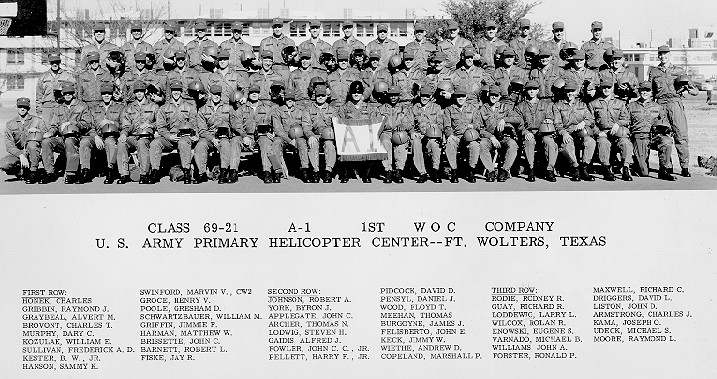 A-1
CLASS 69-21 A-1 1ST W O C COMPANY
U. S. ARMY PRIMARY HELICOPTER CENTER--FT. WOLTERS, TEXAS
FIRST ROW:
HONEK, CHARLES
GRIBBIN, RAYMOND J.
GRAYBEAL, ALVERT M.
BROVONT, CHARLES T.
MURPHY, DARY C.
KOZULAK, WILLIAM E.
SULLIVAN, FREDERICK A. D.
KESTER, D. W., JR.
HANSON, SAMMY K.
SWINFORD, MARVIN V., CW2
GROCE, HENRY V.
POOLE, GRESHAM D.
SCHWARTZBAUER, WILLIAM N.
GRIFFIN, JIMMIE F.
HARMAN, MATTHEW W.
BRISSETTE, JOHN C.
BARNETT, ROBERT L.
FISKE, JAY R.
SECOND ROW:
JOHNSON, ROBERT A.
YORK, BYRON J.
APPLEGATE, JOHN C.
ARCHER, THOMAS N.
LODWIG, STEVEN H.
GAIDIS, ALFRED J.
FOWLER, JOHN C. C., JR.
FELLETT, HARRY F., JR.
PIDCOCK, DAVID D.
PENSYL, DANIEL J.
WOOD, FLOYD T.
MEEHAN, THOMAS
BURGOYNE, JAMES J.
FELISBERTO, JOHN E.
KECK, JIMMY W.
WIETHE, ANDREW D.
COPELAND, MARSHALL P.
THIRD ROW:
RODIE, RODNEY R.
GUAY, RICHARD R.
LODDEWIG, LARRY L.
WILCOX, ROLAN R.
ENOWSKI, EUGENE S.
VARNADO, MICHAEL B.
WILLIAMS, JOHN A.
FORSTER, RONALD P.
MAXWELL, RICHARD C.
DRIGGERS, DAVID L.
LISTON, JOHN D.
ARMSTRONG, CHARLES J.
KAMA, JOSEPH C.
UDECK, MICHAEL S.
MOORE, RAYMOND L.